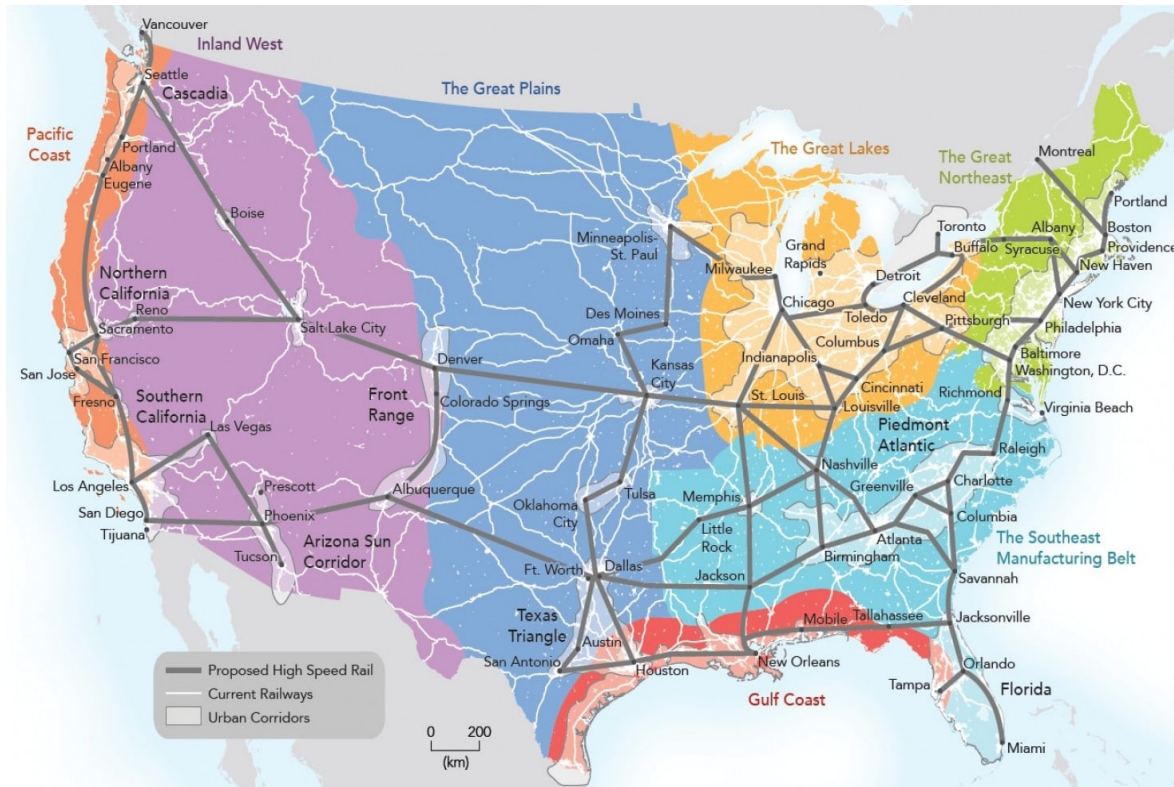 Vancouver
Inland West
Seattle
Cascadia
The Great Plains
Pacific
Coast
Portland
Albany
Eugene
Boise
Northern
California
Reno
Sacramento
Salt Lake City
San Francisco
San Jose
Fresno
Southern
California
Las Vegas
Los Angeles
Prescott
San Diego
Phoenix
Tijuana
Tucson
Arizona Sun
Corridor
Albuquerque
Denver
Front
Range
Colorado Springs
Minneapolis-
St. Paul
Des Moines
Omaha
Kansas
City
Oklahoma
City
Tulsa
Ft. Worth
Dallas
Texas
Triangle
Austin
San Antonio
Houston
The Great Lakes
Milwaukee
Grand
Rapids
Chicago
Detroit
Toledo
Cleveland
Columbus
Indianapolis
Cincinnati
St. Louis
Louisville
Pittsburgh
Toronto
Buffalo
The Great
Northeast
Montreal
Portland
Albany
Syracuse
Boston
Providence
New Haven
New York City
Philadelphia
Baltimore
Washington, D.C.
Richmond
Virginia Beach
Piedmont
Atlantic
Raleigh
Nashville
Greenville
Charlotte
Memphis
Little
Rock
Columbia
Atlanta
Birmingham
The Southeast
Manufacturing Belt
Jackson
Savannah
Mobile
Tallahassee
Jacksonville
New Orleans
Gulf Coast
Orlando
Tampa
Florida
Miami
Proposed High Speed Rail
Current Railways
Urban Corridors
0 200
(km)